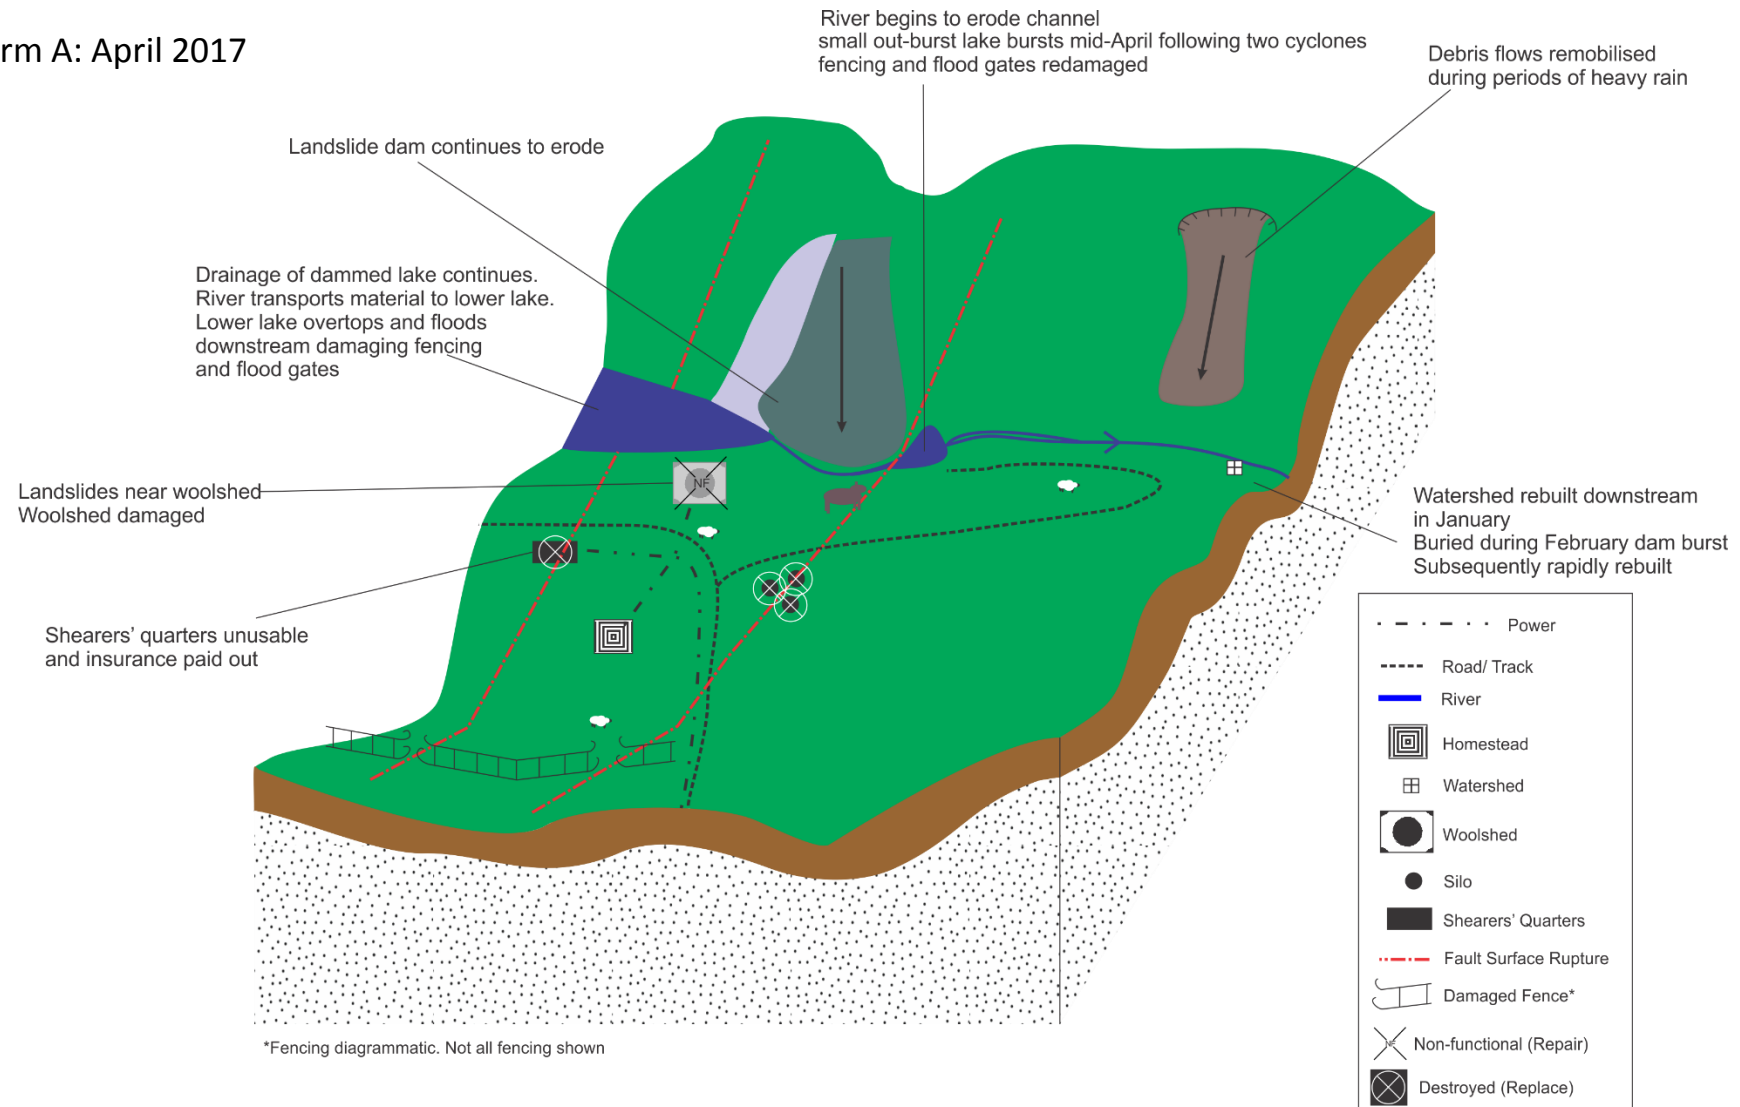 rm A: April 2017
River begins to erode channel
small out-burst lake bursts mid-April following two cyclones
fencing and flood gates redamaged
Debris flows remobilised
during periods of heavy rain
Landslide dam continues to erode
Drainage of dammed lake continues.
River transports material to lower lake.
Lower lake overtops and floods
downstream damaging fencing
and flood gates
NF
Landslides near woolshed
Woolshed damaged
Watershed rebuilt downstream
in January
Buried during February dam burst
Subsequently rapidly rebuilt
Shearers’ quarters unusable
and insurance paid out
Power
Road/ Track
River
Homestead
Watershed
Woolshed
Silo
Shearers’ Quarters
Fault Surface Rupture
Damaged Fence*
NF
Non-functional (Repair)
Destroyed (Replace)
*Fencing diagrammatic. Not all fencing shown